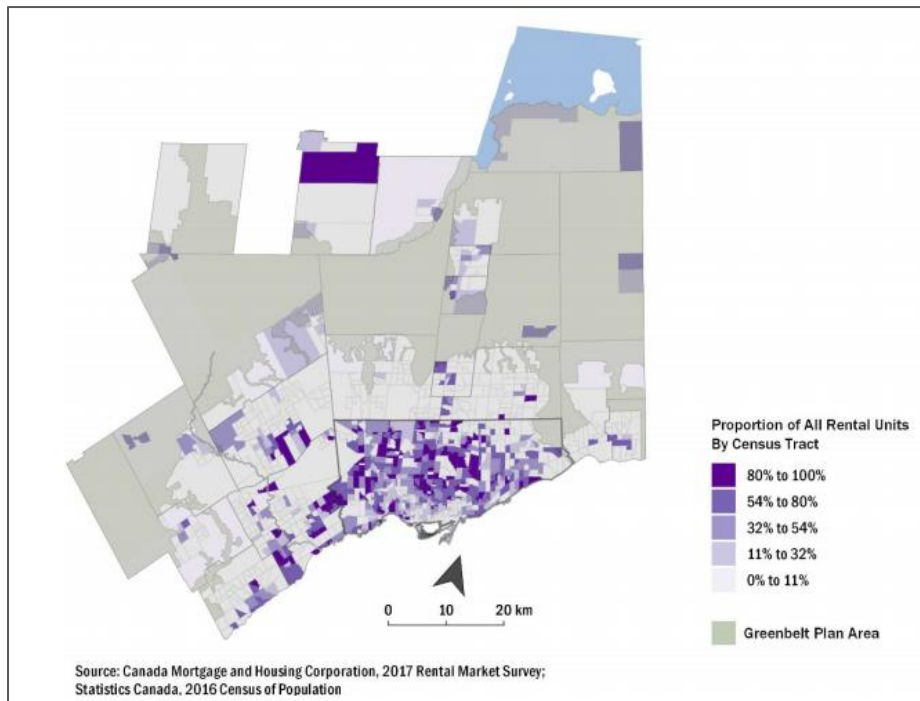 Proportion of All Rental Units
By Census Tract
80% to 100%
54% to 80%
32% to 54%
11% to 32%
0% to 11%
Greenbelt Plan Area
0 10 20 km
Source: Canada Mortgage and Housing Corporation, 2017 Rental Market Survey;
Statistics Canada, 2016 Census of Population